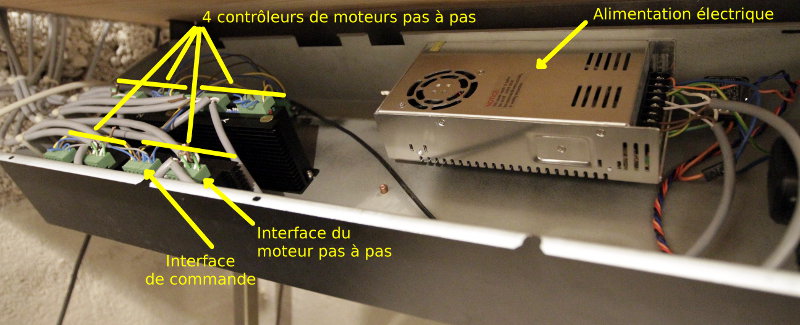 4 contrôleurs de moteurs pas à pas
Alimentation électrique
Interface du
moteur pas à pas
Interface
de commande